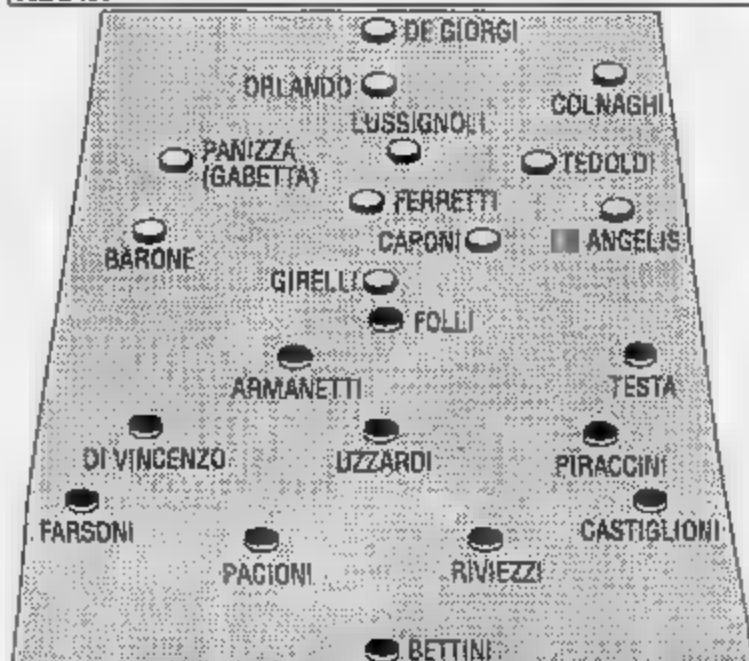 DE GIORGI
ORLANDO
COLNAGHI
LUSSIGNOLI
PANIZZA
(GABETTA)
TEDOLDI
FERRETTI
BARONE
CAPONI
ANGELIS
GIRELLI
FOLLI
ARMANETTI
TESTA
DI VINCENZO
UZZARDI
PIRACCINI
FARSONI
CASTIGLIONI
PACIONI
RIVIEZZI
BETTINI